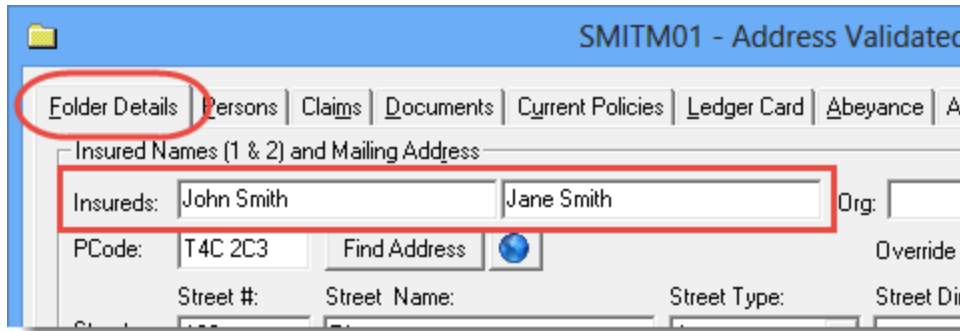 SMITM01 - Address Validated
Folder Details Persons Claims Documents Current Policies Ledger Card Abeyance A
Insured Names (1 & 2) and Mailing Address
Insureds: John Smith Jane Smith Org:
PCode: T4C 2C3 Find Address Override
Street #: Street Name: Street Type: Street Di